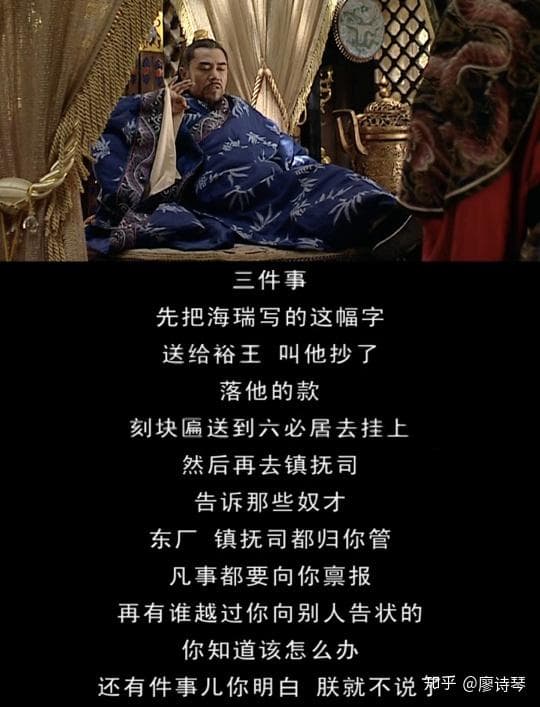 三件事
先把海瑞写的这幅字
送给裕王 叫他抄了
落他的款
刻块匾送到六必居去挂上
然后再去镇抚司
告诉那些奴才
东厂 镇抚司都归你管
凡事都要向你禀报
再有谁越过你向别人告状的
你知道该怎么办
还有件事儿你明白 朕就不说了
知乎 @廖诗琴